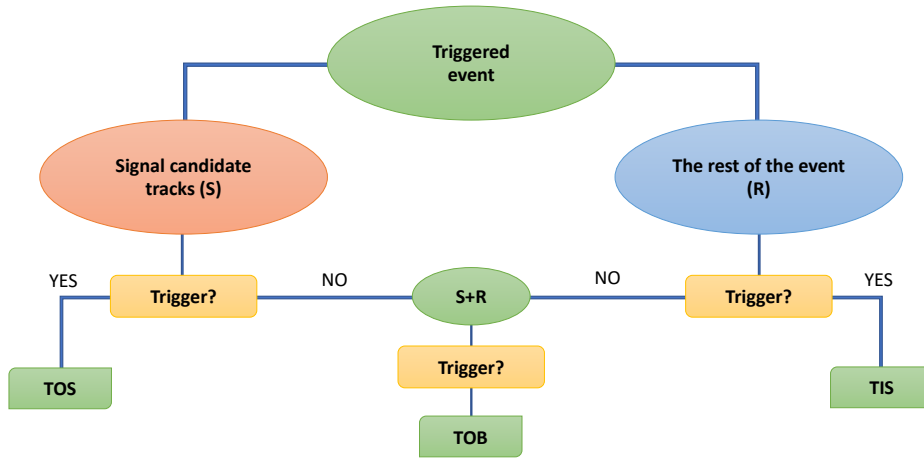 Triggered
event
Signal candidate
tracks (S)
The rest of the event
(R)
YES
Trigger?
NO
S+R
NO
Trigger?
YES
Trigger?
TOS
TIS
TOB